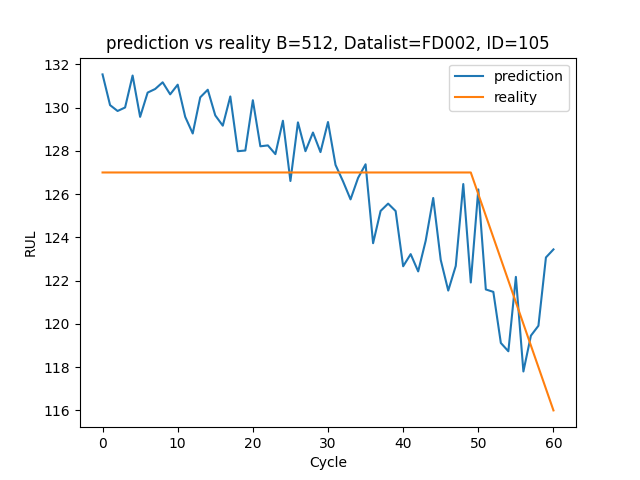 prediction vs reality B=512, Datalist=FD002, ID=105
prediction
reality
RUL
132
130
128
126
124
122
120
118
116
0 10 20 30 40 50 60
Cycle